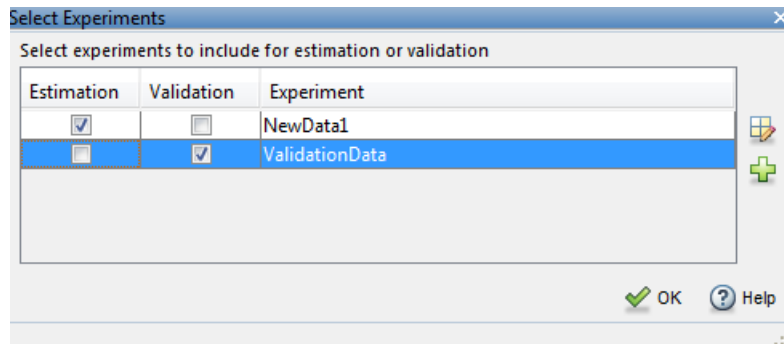 Select Experiments
Select experiments to include for estimation or validation
Estimation Validation Experiment
NewData1
ValidationData
OK Help